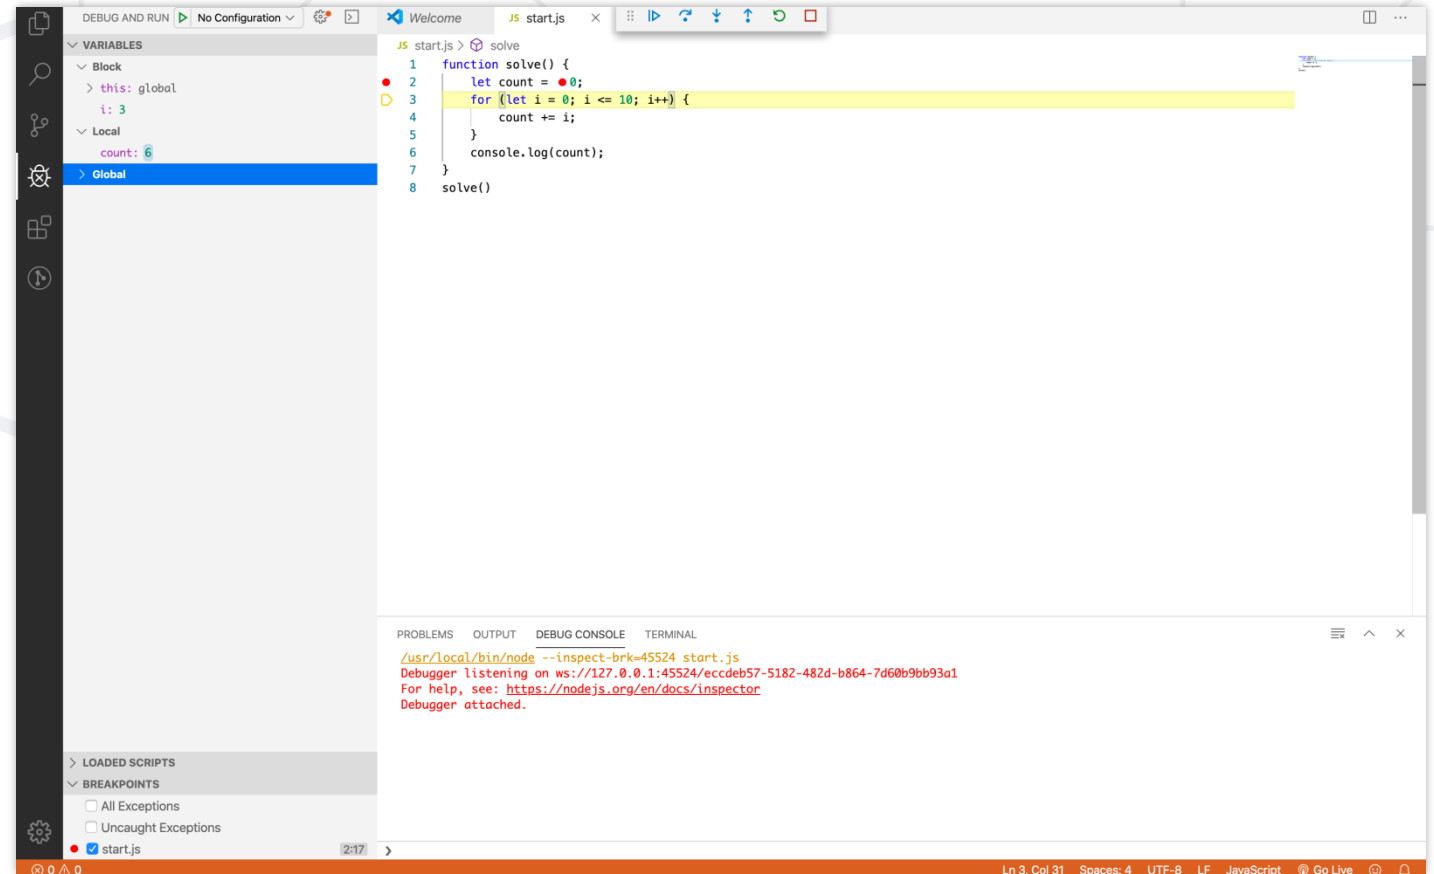 DEBUG AND RUN No Configuration
VARIABLES
Block
this: global
i: 3
Local
count: 6
Global
LOADED SCRIPTS
BREAKPOINTS
All Exceptions
Uncaught Exceptions
start.js 2:17
Welcome
JS start.js
JS start.js > solve
1 function solve() {
2 let count = 0;
3 for (let i = 0; i <= 10; i++) {
4 count += i;
5 }
6 console.log(count);
7 }
8 solve()
PROBLEMS OUTPUT DEBUG CONSOLE TERMINAL
/usr/local/bin/node --inspect-brk=45524 start.js
Debugger listening on ws://127.0.0.1:45524/eccdeb57-5182-482d-b864-7d60b9bb93a1
For help, see: https://nodejs.org/en/docs/inspector
Debugger attached.
0 0 Ln 3, Col 31 Spaces: 4 UTF-8 LF JavaScript Go Live